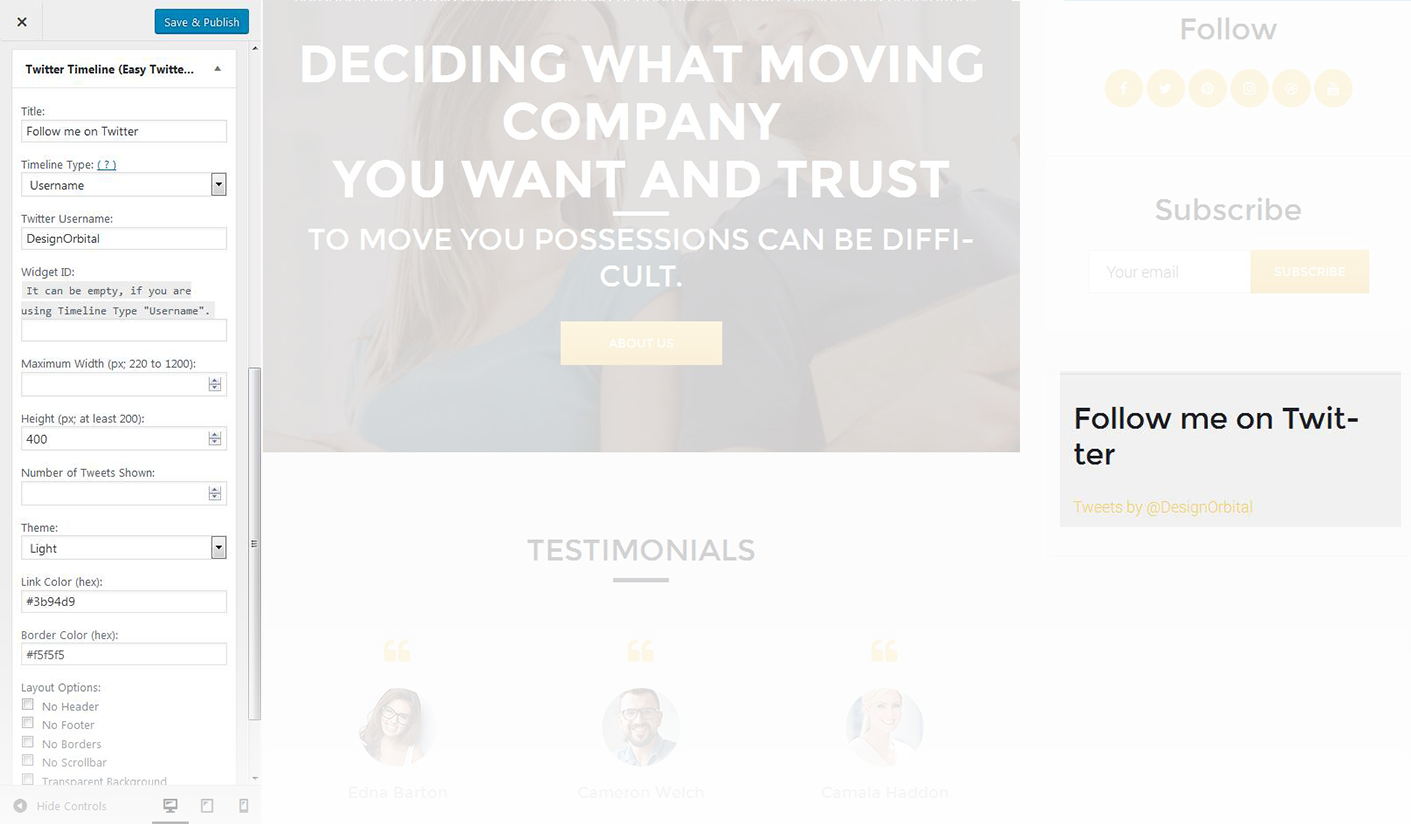 Save & Publish
Twitter Timeline (Easy Twitte...
Title:
Follow me on Twitter
Timeline Type: ( ? )
Username
Twitter Username:
DesignOrbital
Widget ID:
It can be empty, if you are
using Timeline Type "Username".
Maximum Width (px; 220 to 1200):
Height (px; at least 200):
400
Number of Tweets Shown:
Theme:
Light
Link Color (hex):
#3b94d9
Border Color (hex):
#f5f5f5
Layout Options:
No Header
No Footer
No Borders
No Scrollbar
Transparent Background
Hide Controls
DECIDING WHAT MOVING
COMPANY
YOU WANT AND TRUST
TO MOVE YOU POSSESSIONS CAN BE DIFFI-
CULT.
ABOUT US
TESTIMONIALS
Edna Barton
Cameron Welch
Camala Haddon
Follow
Subscribe
Your email
SUBSCRIBE
Follow me on Twit-
ter
Tweets by @DesignOrbital